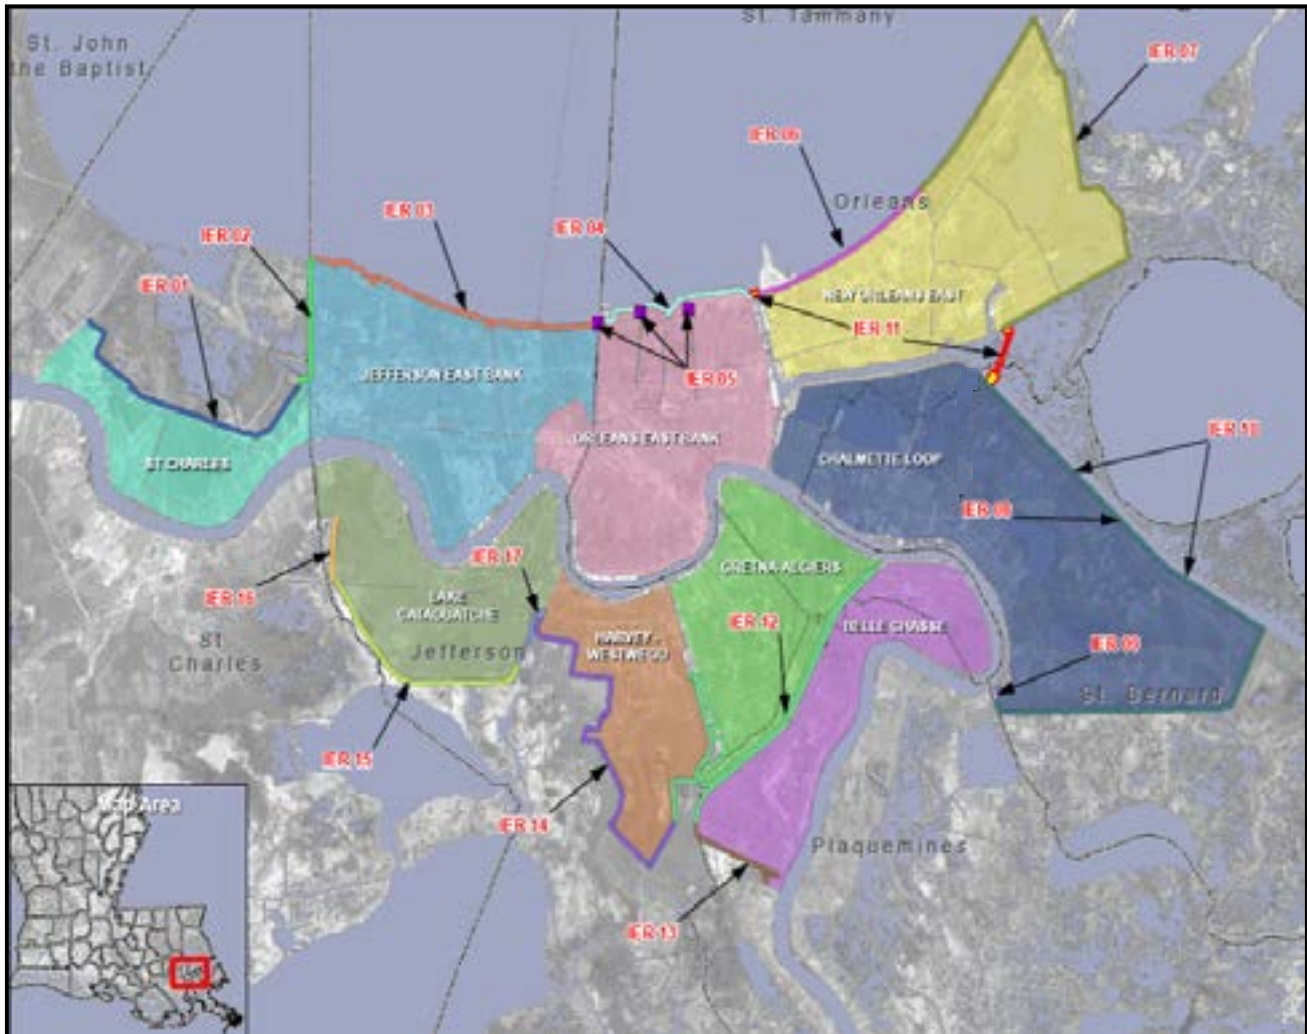 St. Tammany
St. John
the Baptist
IER 07
IER 06
Orleans
IER 03
IER 04
IER 02
IER 01
NEW ORLEANS EAST
IER 11
JEFFERSON EAST BANK
IER 05
IER 10
ORLEANS EAST BANK
ST CHARLES
CHALMETTE LOOP
IER 08
IER 17
GRETNA-ALGIERS
IER 16
LAKE
CATAOUATCHE
IER 12
BELLE CHASSE
St.
Charles
Jefferson
HARVEY -
WESTWEGO
IER 09
St. Bernard
IER 15
Map Area
IER 14
Plaquemines
IER 13